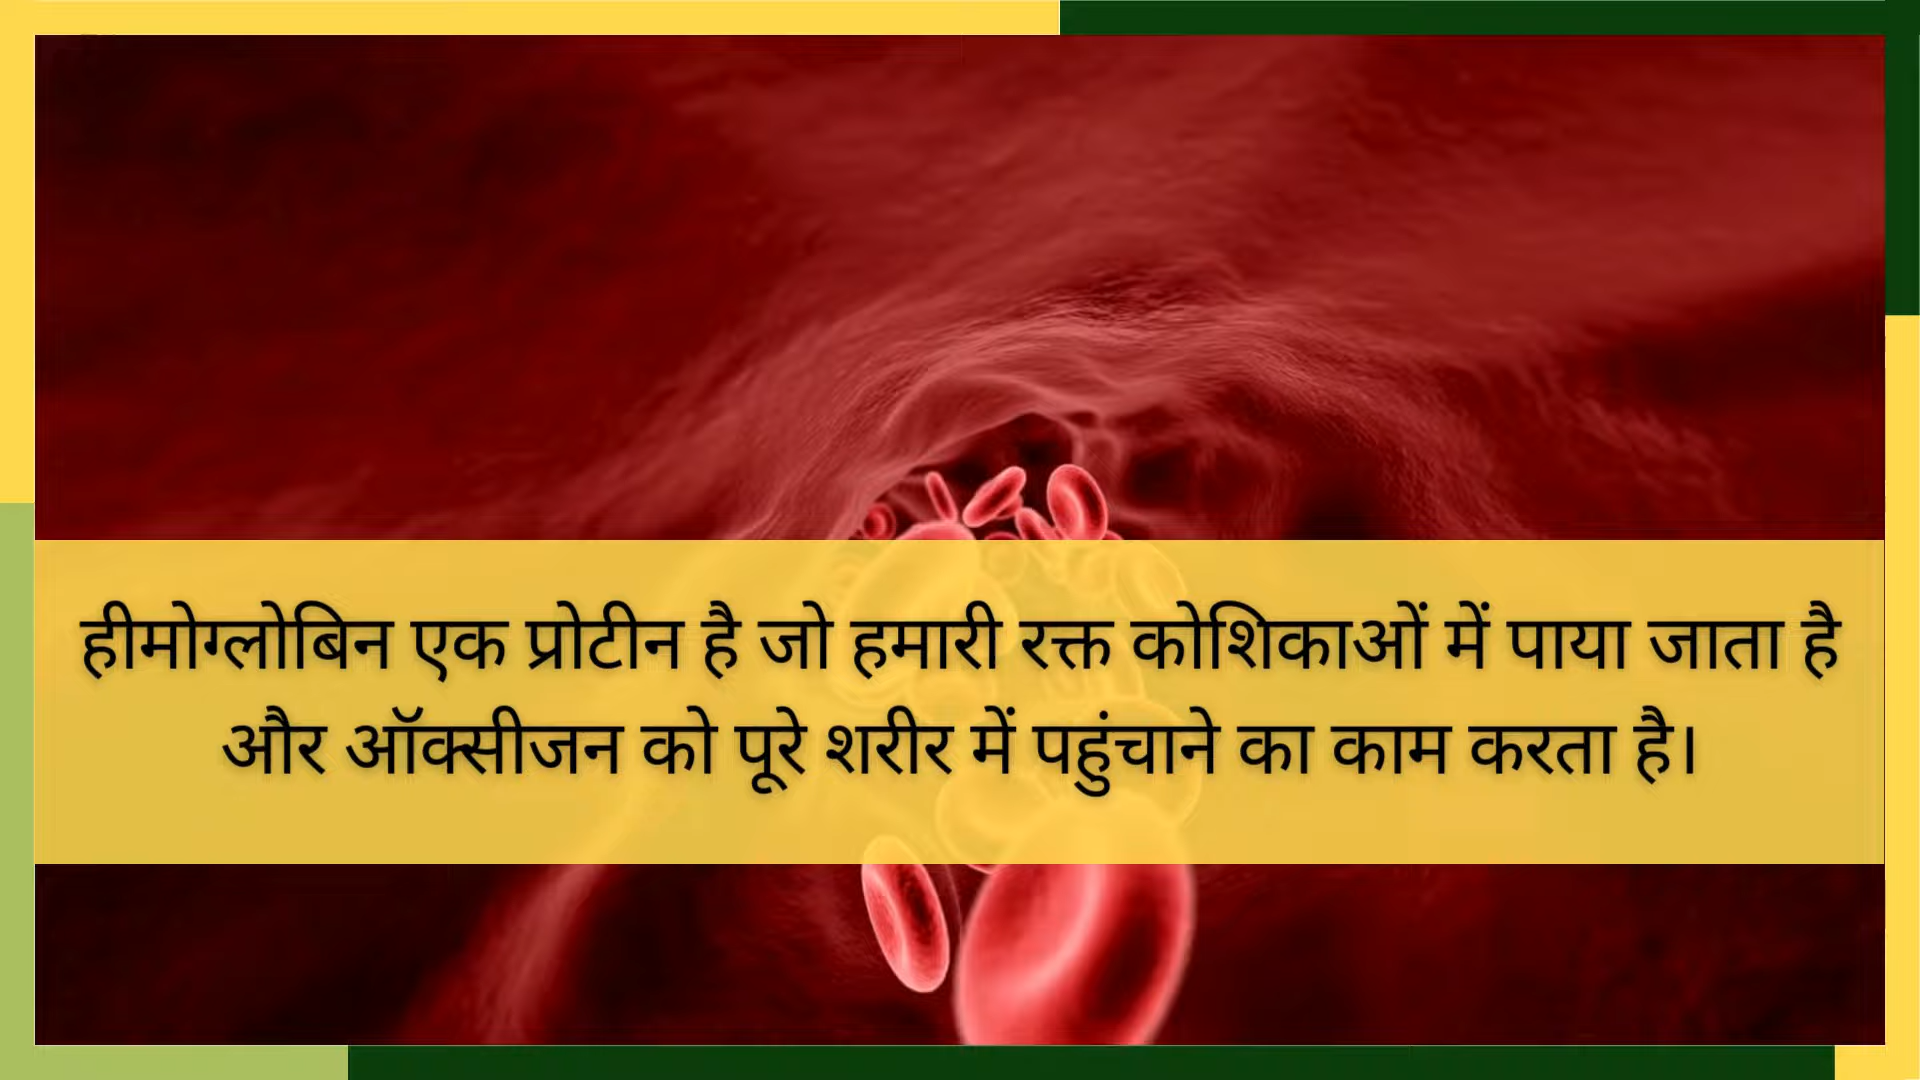 हीमोग्लोबिन एक प्रोटीन है जो हमारी रक्त कोशिकाओं में पाया जाता है
और ऑक्सीजन को पूरे शरीर में पहुंचाने का काम करता है।